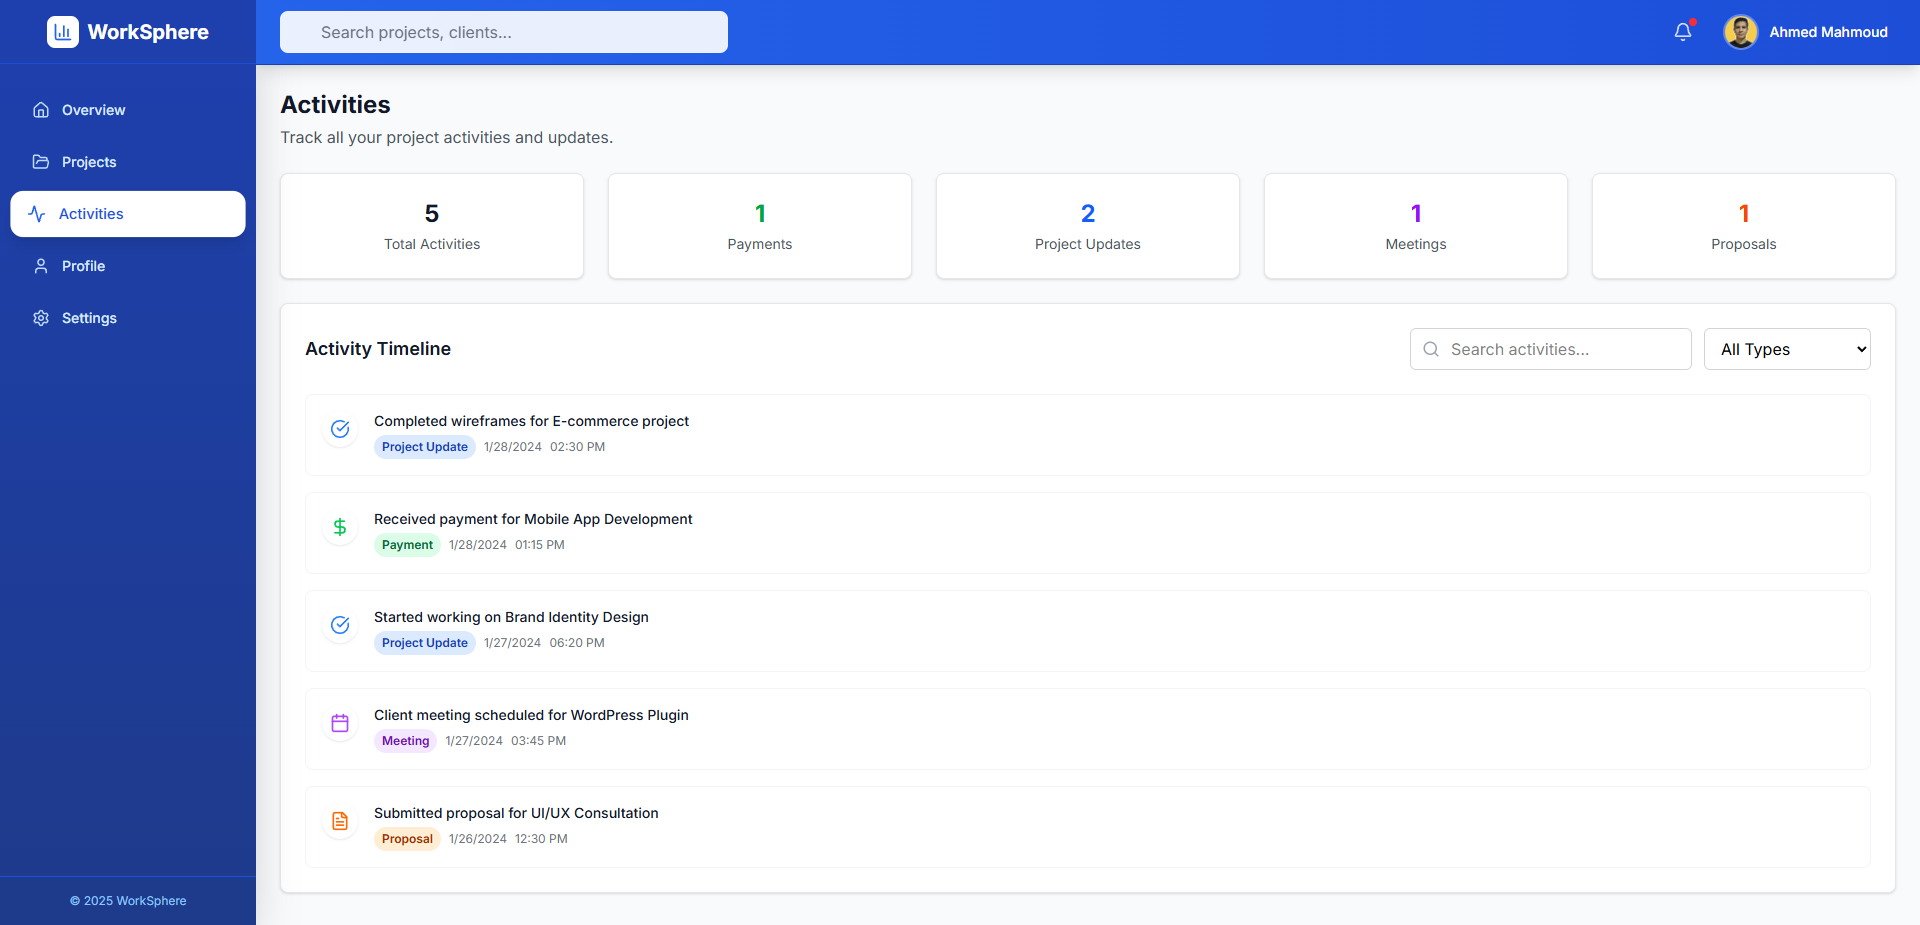 WorkSphere
Search projects, clients...
Ahmed Mahmoud
Overview
Projects
Activities
Profile
Settings
© 2025 WorkSphere
Activities
Track all your project activities and updates.
5
Total Activities
1
Payments
2
Project Updates
1
Meetings
1
Proposals
Activity Timeline
Search activities...
All Types
Completed wireframes for E-commerce project
Project Update 1/28/2024 02:30 PM
Received payment for Mobile App Development
Payment 1/28/2024 01:15 PM
Started working on Brand Identity Design
Project Update 1/27/2024 06:20 PM
Client meeting scheduled for WordPress Plugin
Meeting 1/27/2024 03:45 PM
Submitted proposal for UI/UX Consultation
Proposal 1/26/2024 12:30 PM